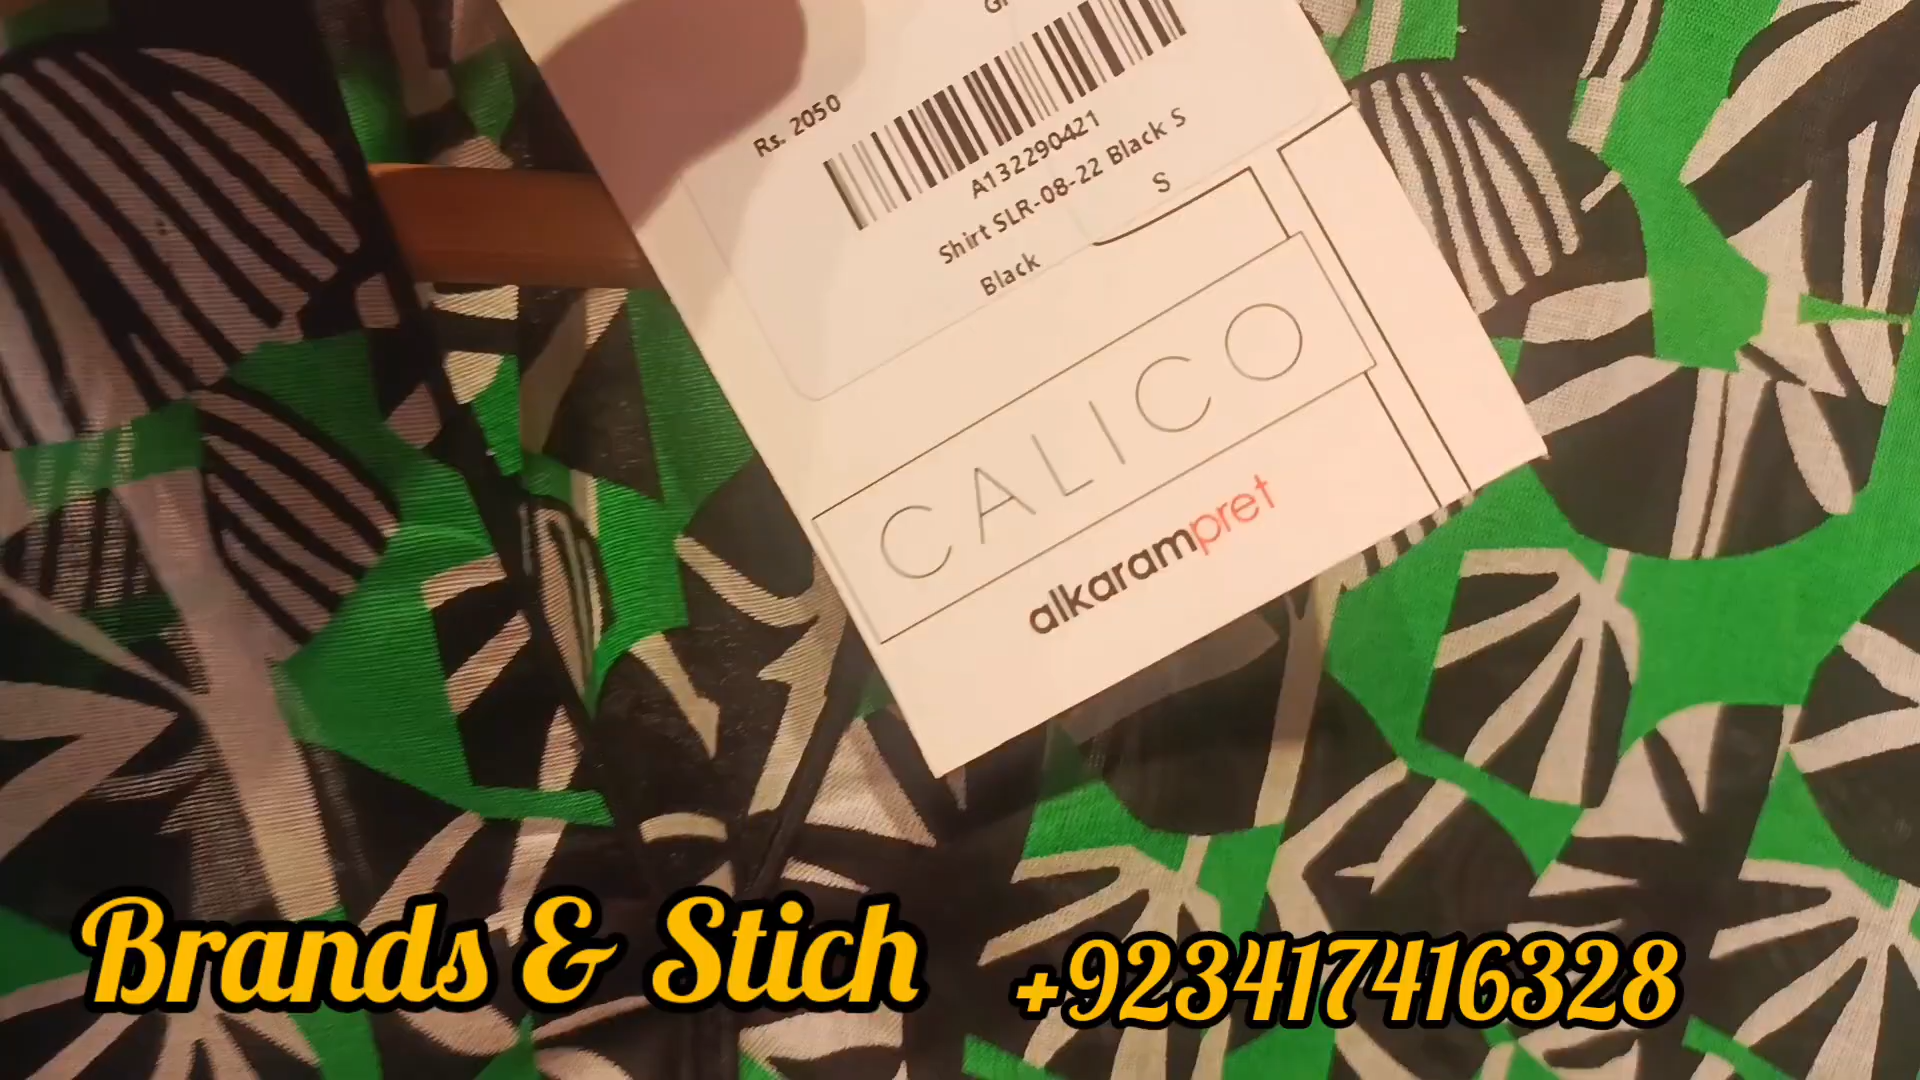 Rs. 2050
A132290421
Shirt SLR-08-22 Black S
Black
S
CALICO
alkarampret
Brands & Stich
+923417416328